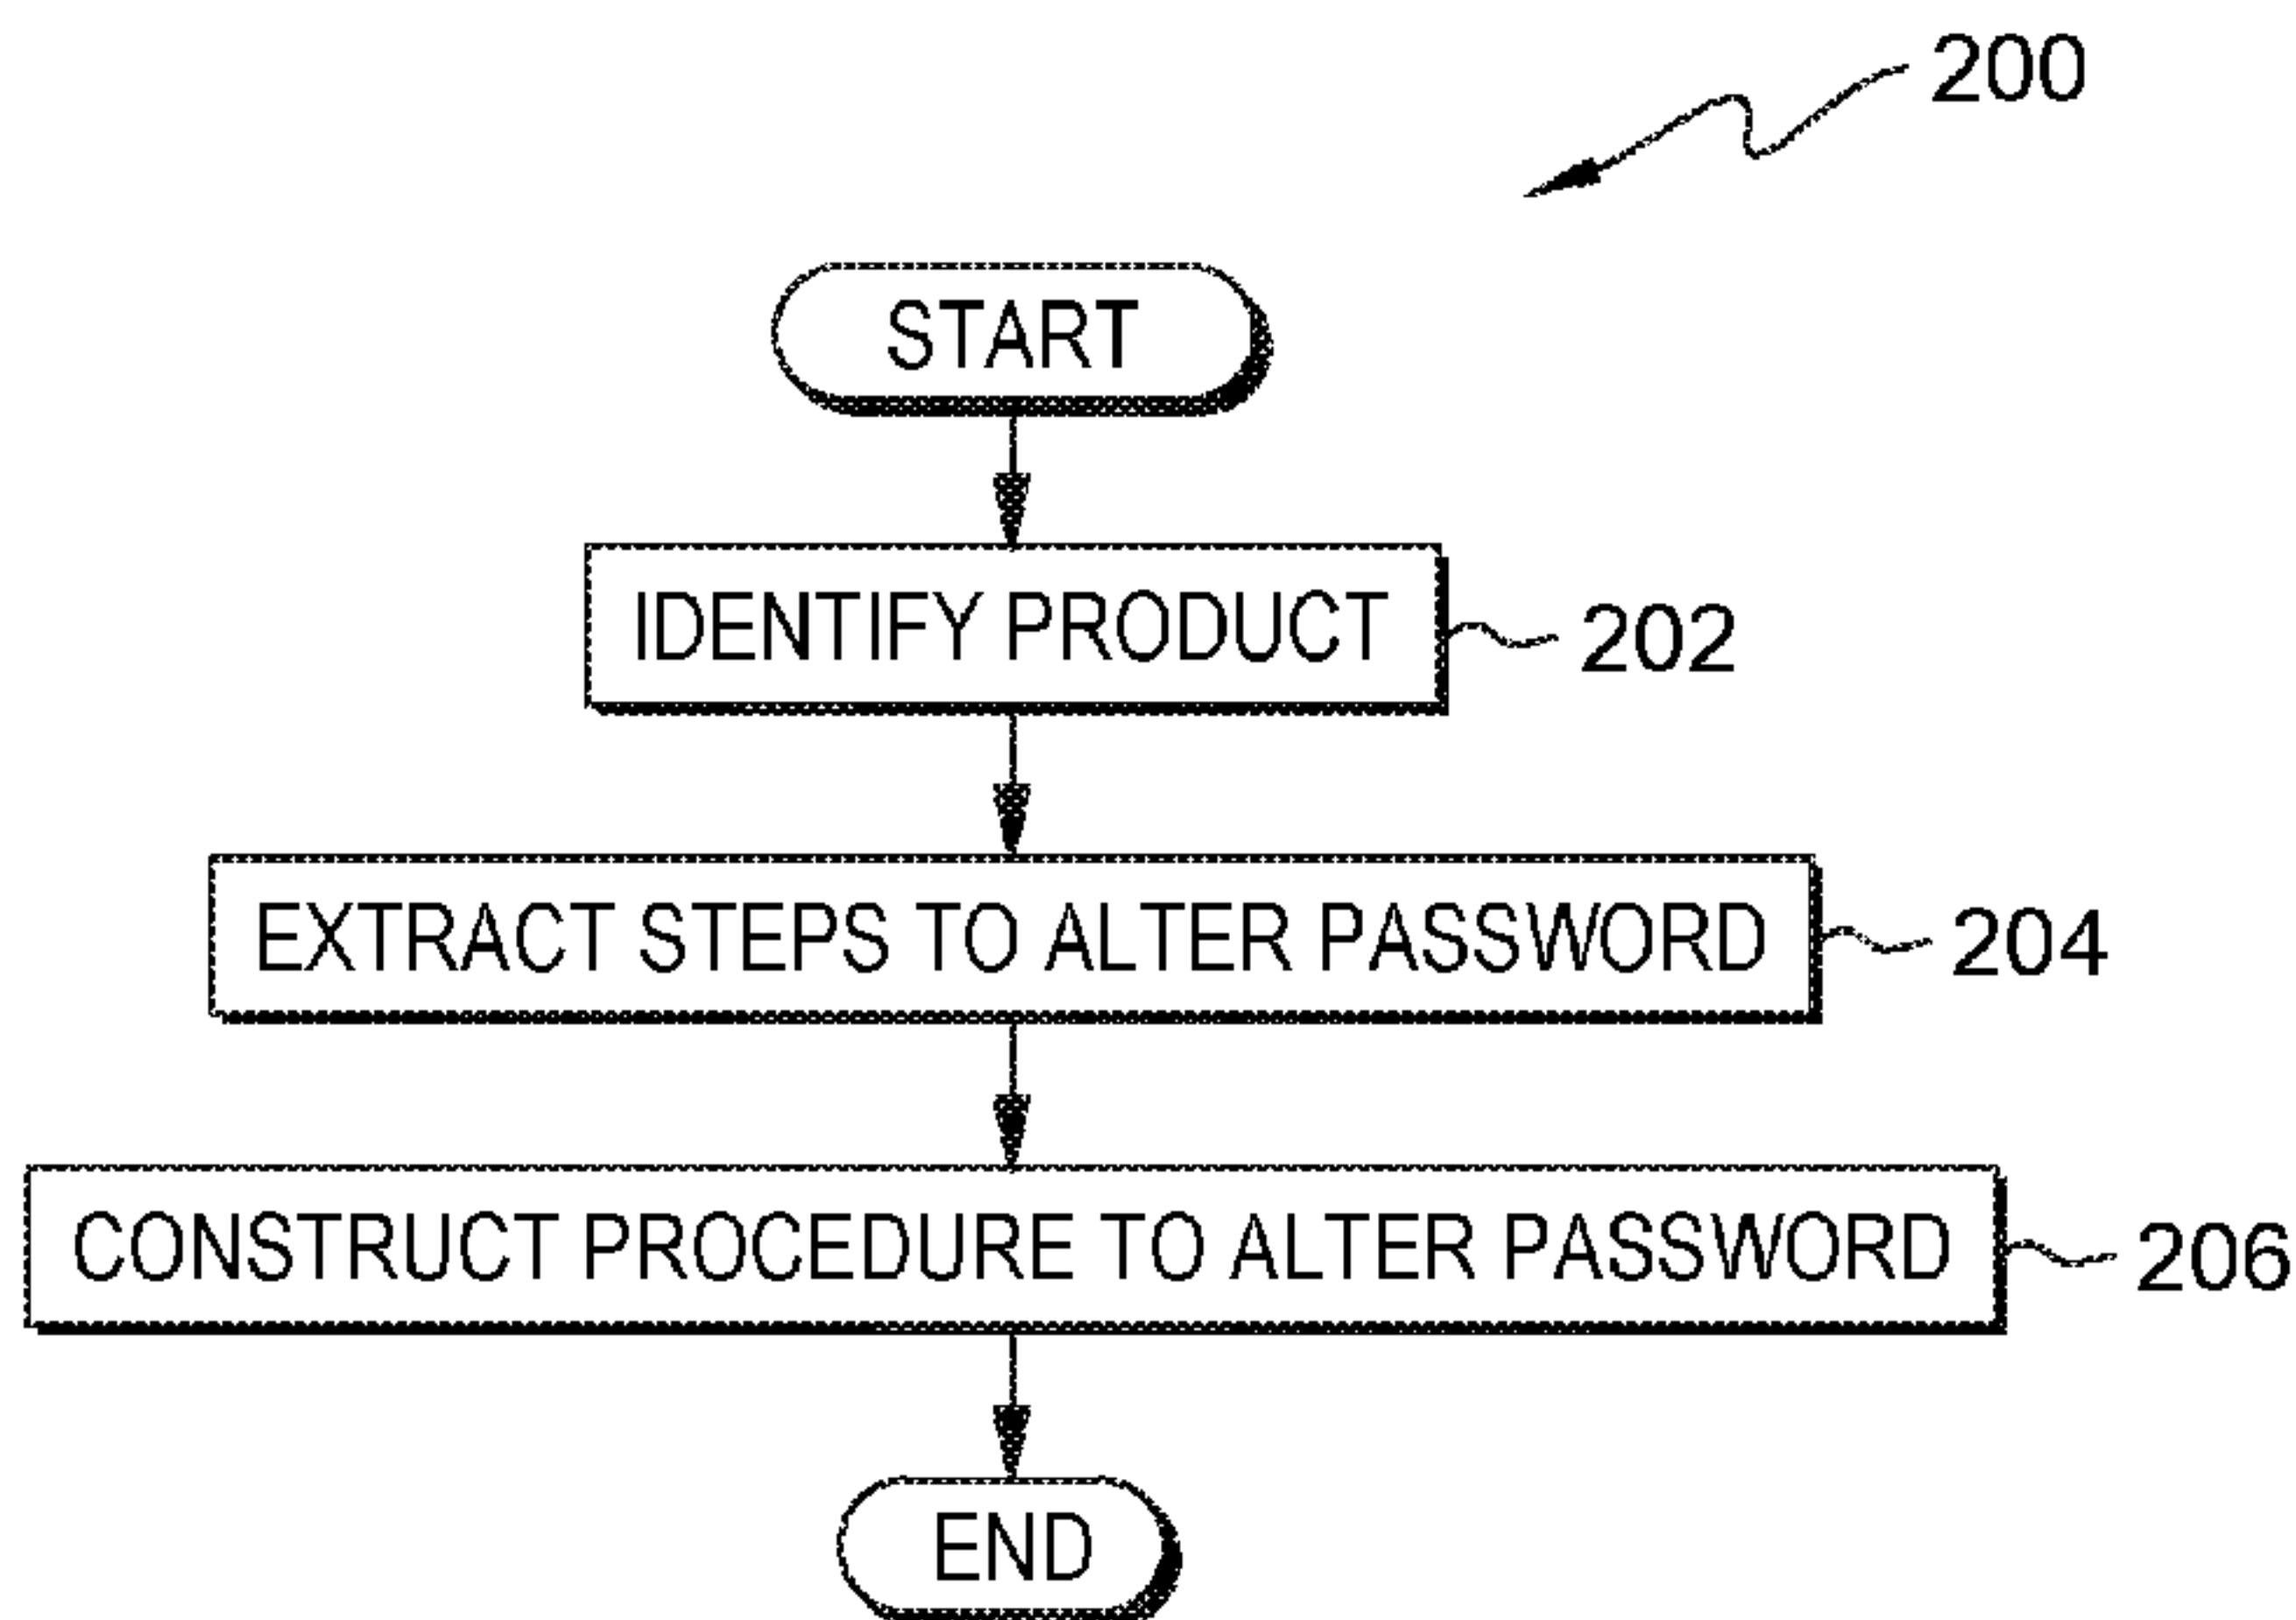 200
START
IDENTIFY PRODUCT
202
EXTRACT STEPS TO ALTER PASSWORD
204
CONSTRUCT PROCEDURE TO ALTER PASSWORD
206
END